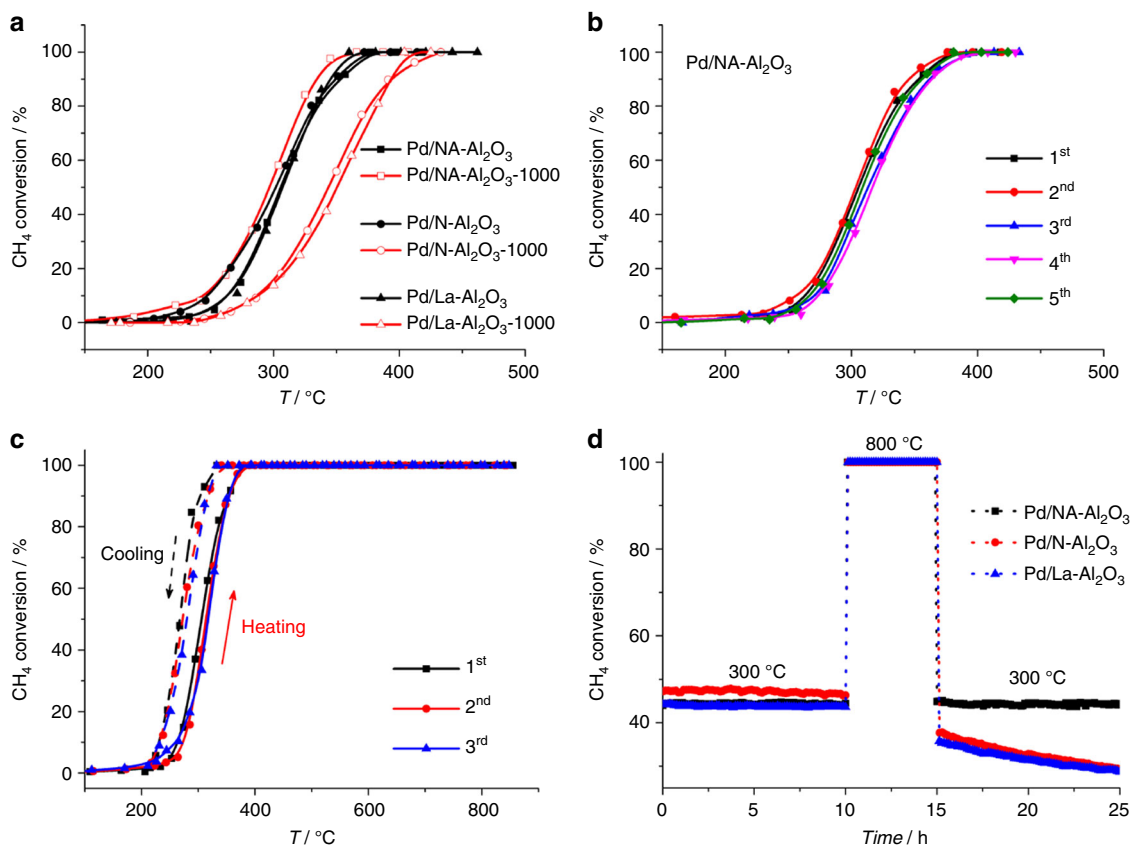 a
CH₄ conversion / %
100
80
60
40
20
0
Pd/NA-Al₂O₃
Pd/NA-Al₂O₃-1000
Pd/N-Al₂O₃
Pd/N-Al₂O₃-1000
Pd/La-Al₂O₃
Pd/La-Al₂O₃-1000
200 300 400 500
T / °C
b
CH₄ conversion / %
100
80
60
40
20
0
Pd/NA-Al₂O₃
1st
2nd
3rd
4th
5th
200 300 400 500
T / °C
c
CH₄ conversion / %
100
80
60
40
20
0
Cooling
Heating
1st
2nd
3rd
200 400 600 800
T / °C
d
CH₄ conversion / %
100
80
60
40
800 °C
Pd/NA-Al₂O₃
Pd/N-Al₂O₃
Pd/La-Al₂O₃
300 °C
300 °C
0 5 10 15 20 25
Time / h